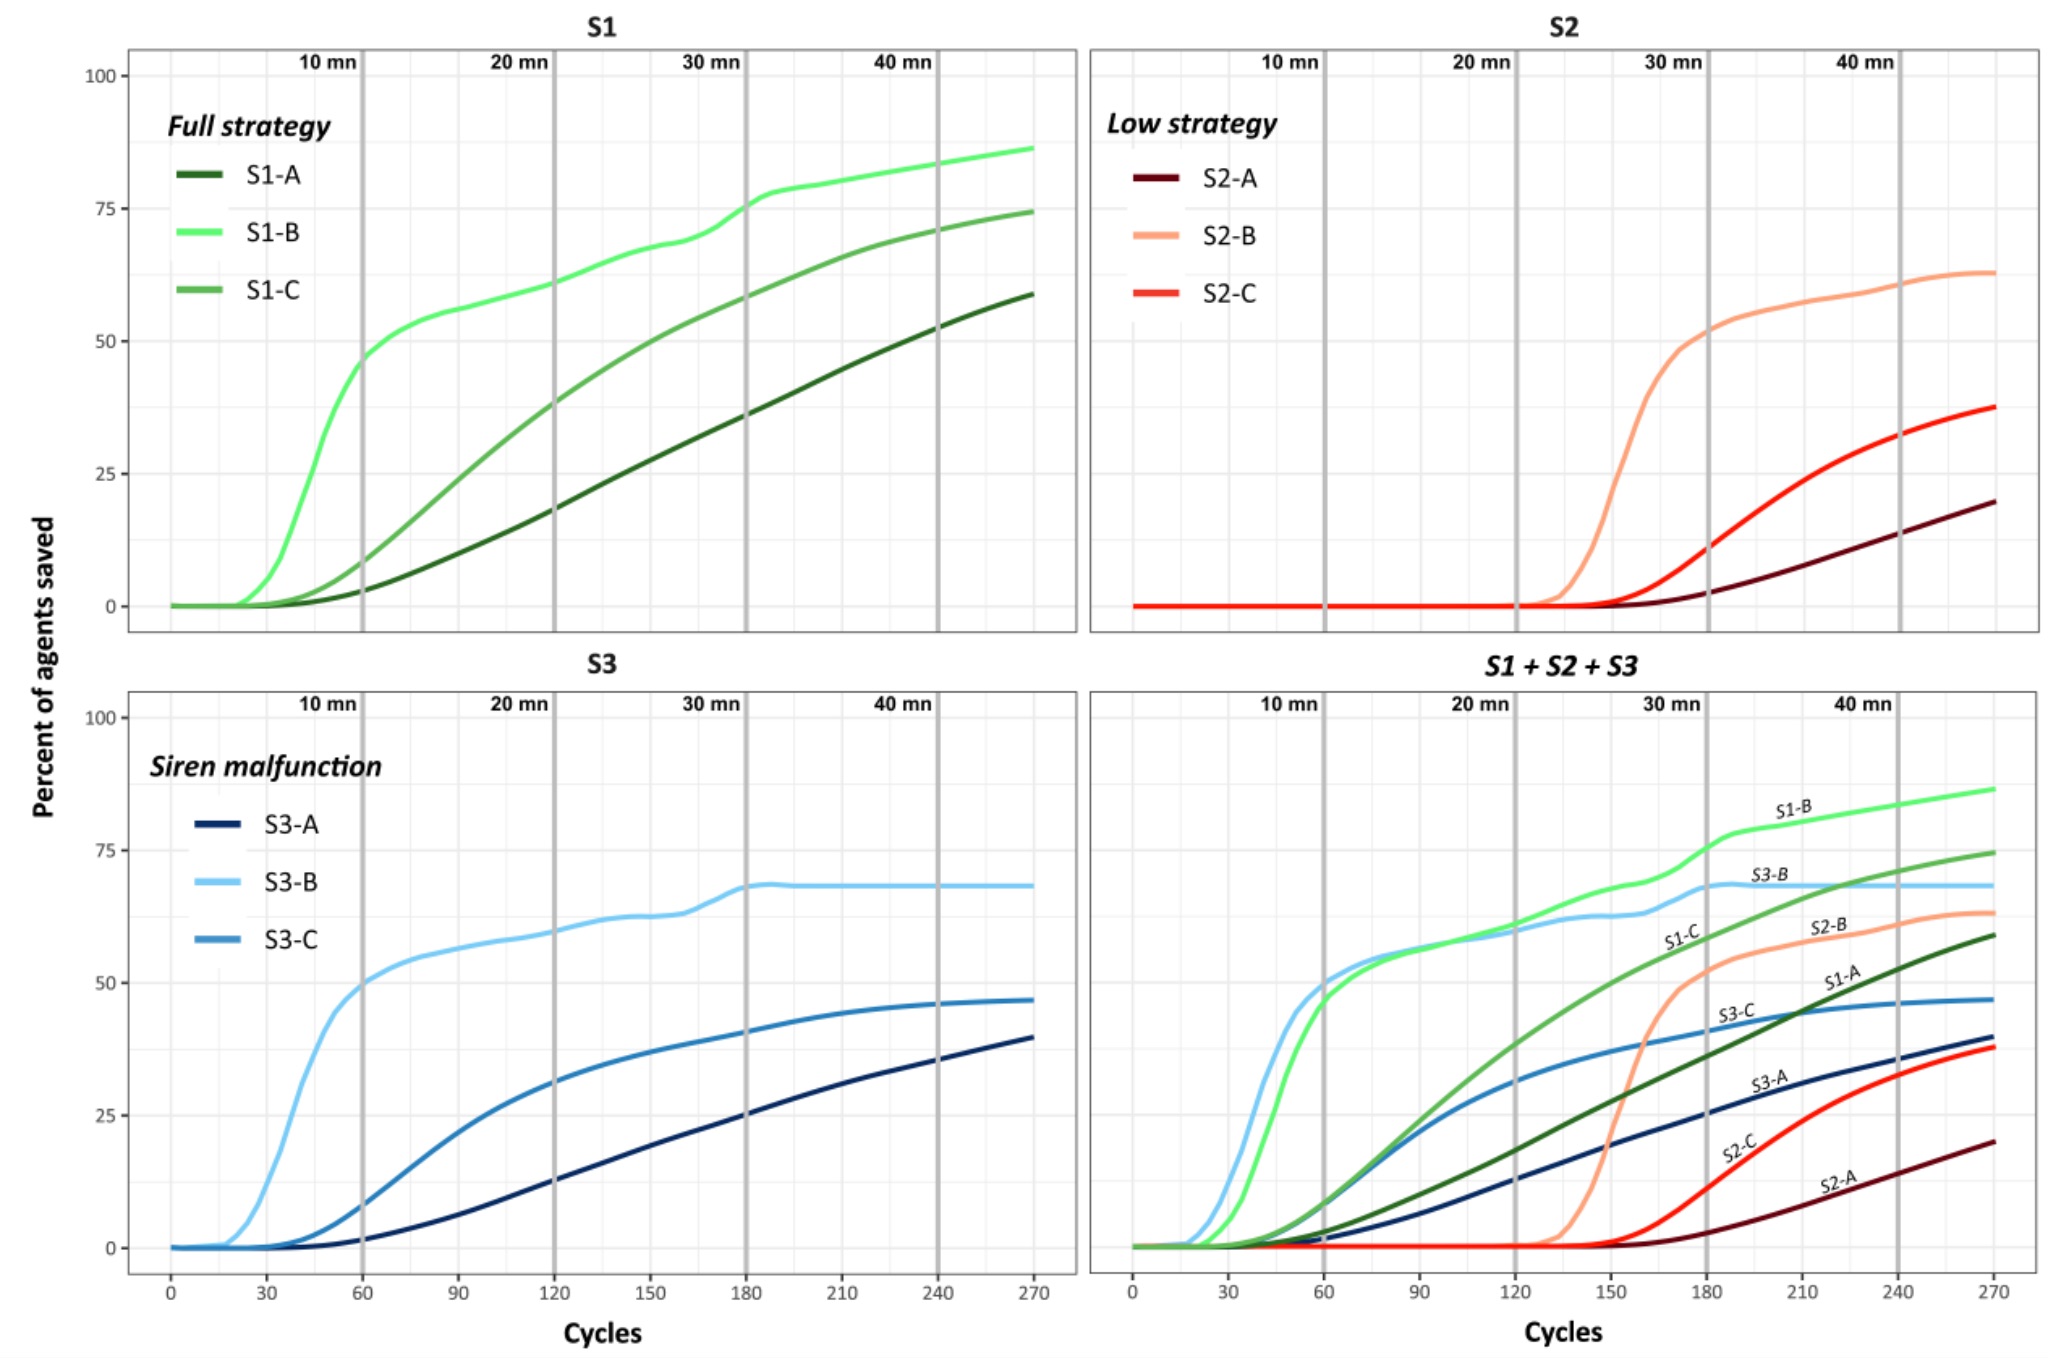 S1
S2
10 mn 20 mn 30 mn 40 mn
10 mn 20 mn 30 mn 40 mn
100
75
50
25
0
Full strategy
S1-A
S1-B
S1-C
Low strategy
S2-A
S2-B
S2-C
Percent of agents saved
S3
S1 + S2 + S3
10 mn 20 mn 30 mn 40 mn
10 mn 20 mn 30 mn 40 mn
100
75
50
25
0
Siren malfunction
S3-A
S3-B
S3-C
S1-B
S3-B
S1-C
S2-B
S1-A
S3-C
S3-A
S2-C
S2-A
0 30 60 90 120 150 180 210 240 270
0 30 60 90 120 150 180 210 240 270
Cycles
Cycles